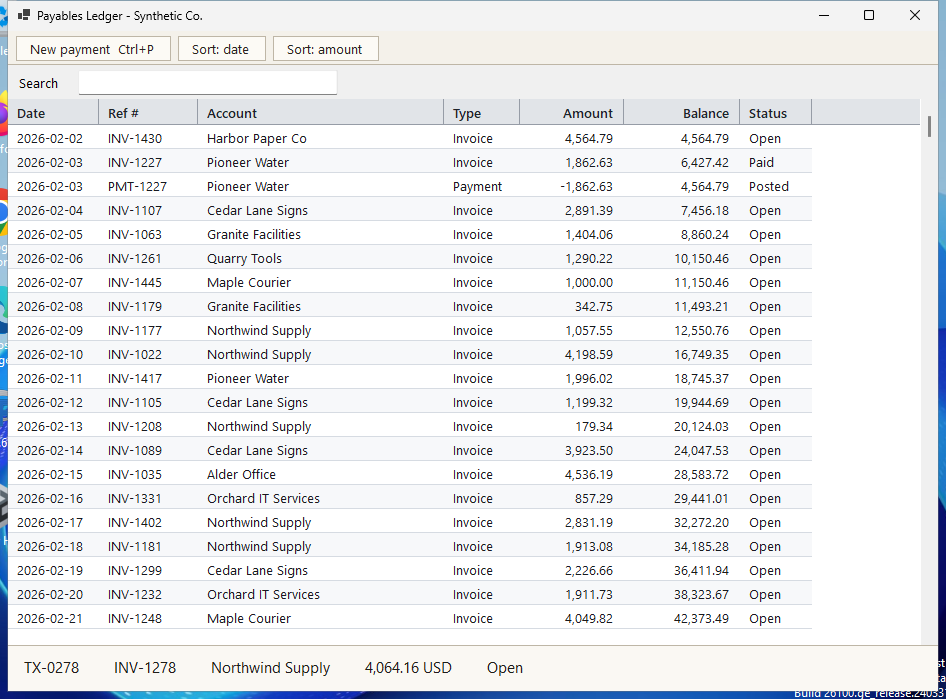 Payables Ledger - Synthetic Co.
New payment Ctrl+P Sort: date Sort: amount
Search
Date Ref # Account Type Amount Balance Status
2026-02-02 INV-1430 Harbor Paper Co Invoice 4,564.79 4,564.79 Open
2026-02-03 INV-1227 Pioneer Water Invoice 1,862.63 6,427.42 Paid
2026-02-03 PMT-1227 Pioneer Water Payment -1,862.63 4,564.79 Posted
2026-02-04 INV-1107 Cedar Lane Signs Invoice 2,891.39 7,456.18 Open
2026-02-05 INV-1063 Granite Facilities Invoice 1,404.06 8,860.24 Open
2026-02-06 INV-1261 Quarry Tools Invoice 1,290.22 10,150.46 Open
2026-02-07 INV-1445 Maple Courier Invoice 1,000.00 11,150.46 Open
2026-02-08 INV-1179 Granite Facilities Invoice 342.75 11,493.21 Open
2026-02-09 INV-1177 Northwind Supply Invoice 1,057.55 12,550.76 Open
2026-02-10 INV-1022 Northwind Supply Invoice 4,198.59 16,749.35 Open
2026-02-11 INV-1417 Pioneer Water Invoice 1,996.02 18,745.37 Open
2026-02-12 INV-1105 Cedar Lane Signs Invoice 1,199.32 19,944.69 Open
2026-02-13 INV-1208 Northwind Supply Invoice 179.34 20,124.03 Open
2026-02-14 INV-1089 Cedar Lane Signs Invoice 3,923.50 24,047.53 Open
2026-02-15 INV-1035 Alder Office Invoice 4,536.19 28,583.72 Open
2026-02-16 INV-1331 Orchard IT Services Invoice 857.29 29,441.01 Open
2026-02-17 INV-1402 Northwind Supply Invoice 2,831.19 32,272.20 Open
2026-02-18 INV-1181 Northwind Supply Invoice 1,913.08 34,185.28 Open
2026-02-19 INV-1299 Cedar Lane Signs Invoice 2,226.66 36,411.94 Open
2026-02-20 INV-1232 Orchard IT Services Invoice 1,911.73 38,323.67 Open
2026-02-21 INV-1248 Maple Courier Invoice 4,049.82 42,373.49 Open
TX-0278 INV-1278 Northwind Supply 4,064.16 USD Open
Build 26100.ge_release.24033